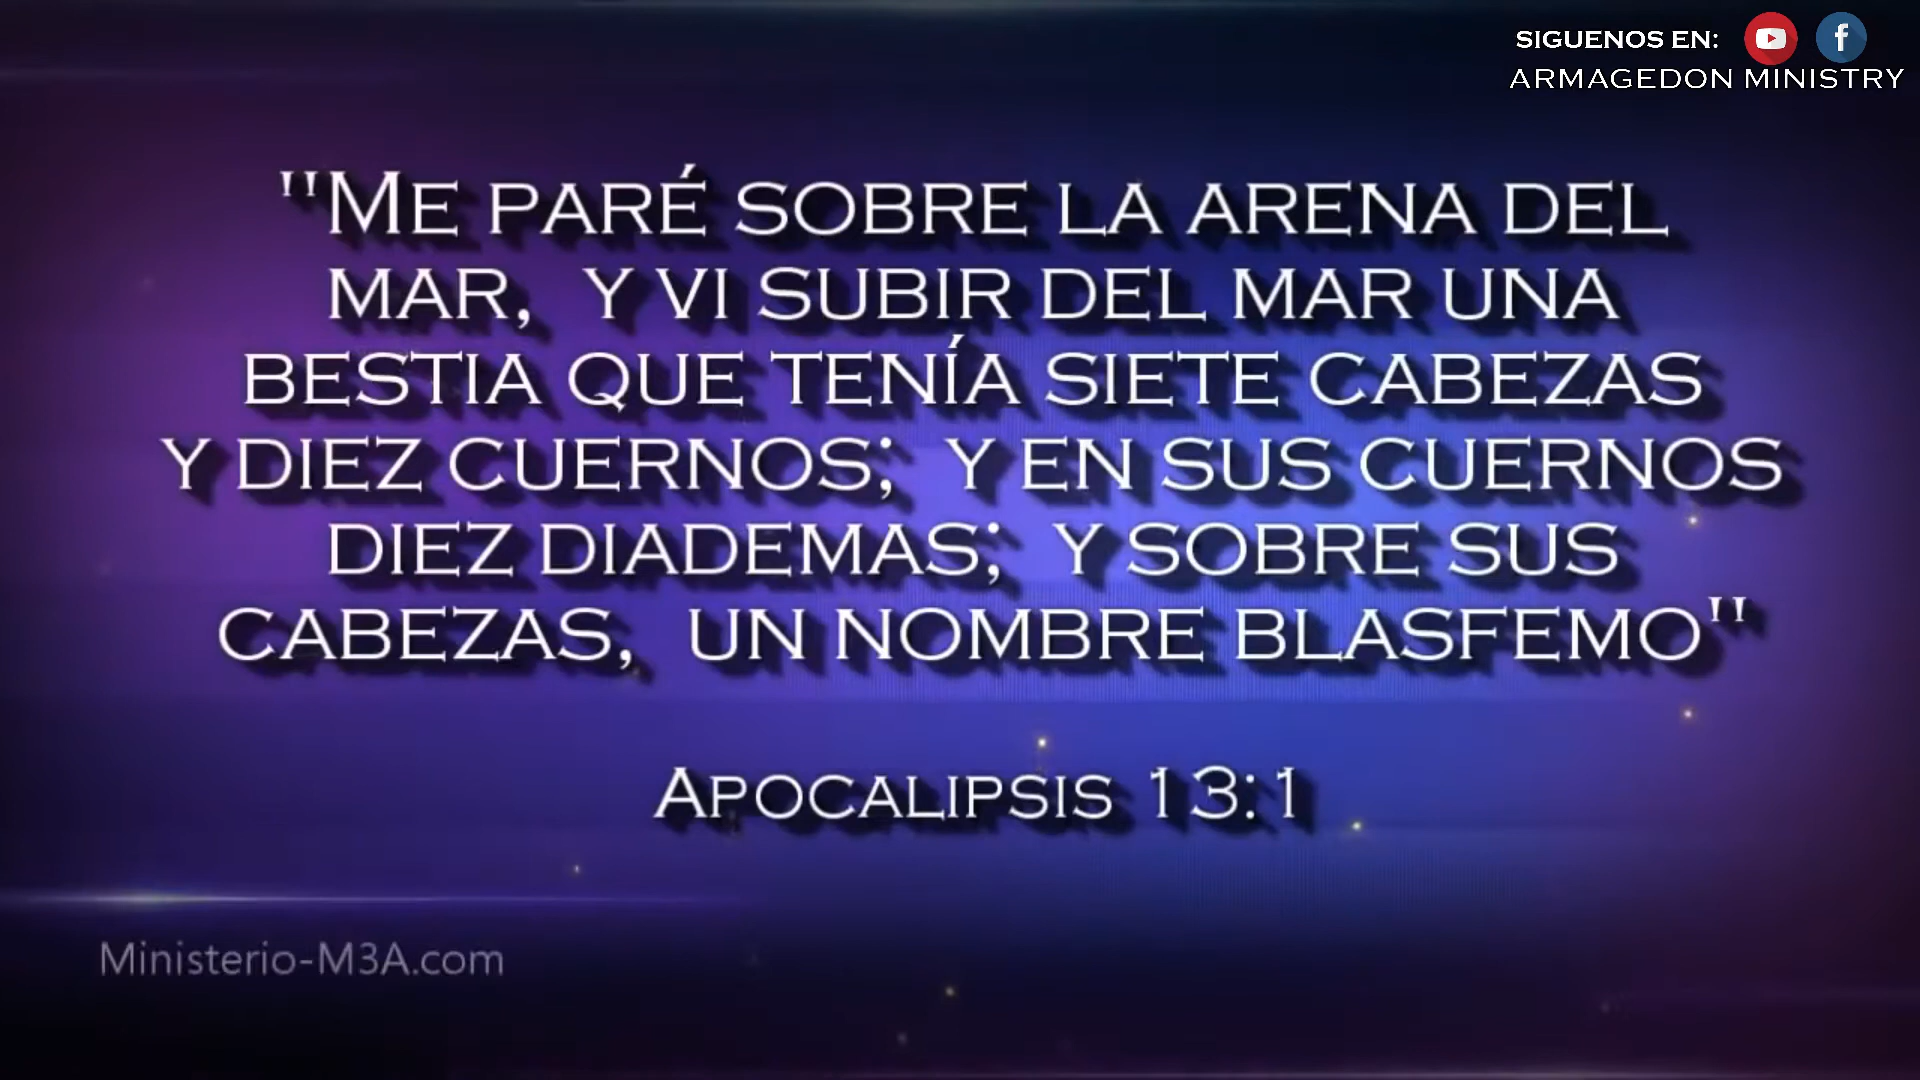 SIGUENOS EN:
ARMAGEDON MINISTRY
"ME PARÉ SOBRE LA ARENA DEL
MAR, Y VI SUBIR DEL MAR UNA
BESTIA QUE TENÍA SIETE CABEZAS
Y DIEZ CUERNOS; Y EN SUS CUERNOS
DIEZ DIADEMAS; Y SOBRE SUS
CABEZAS, UN NOMBRE BLASFEMO"
APOCALIPSIS 13:1
Ministerio-M3A.com